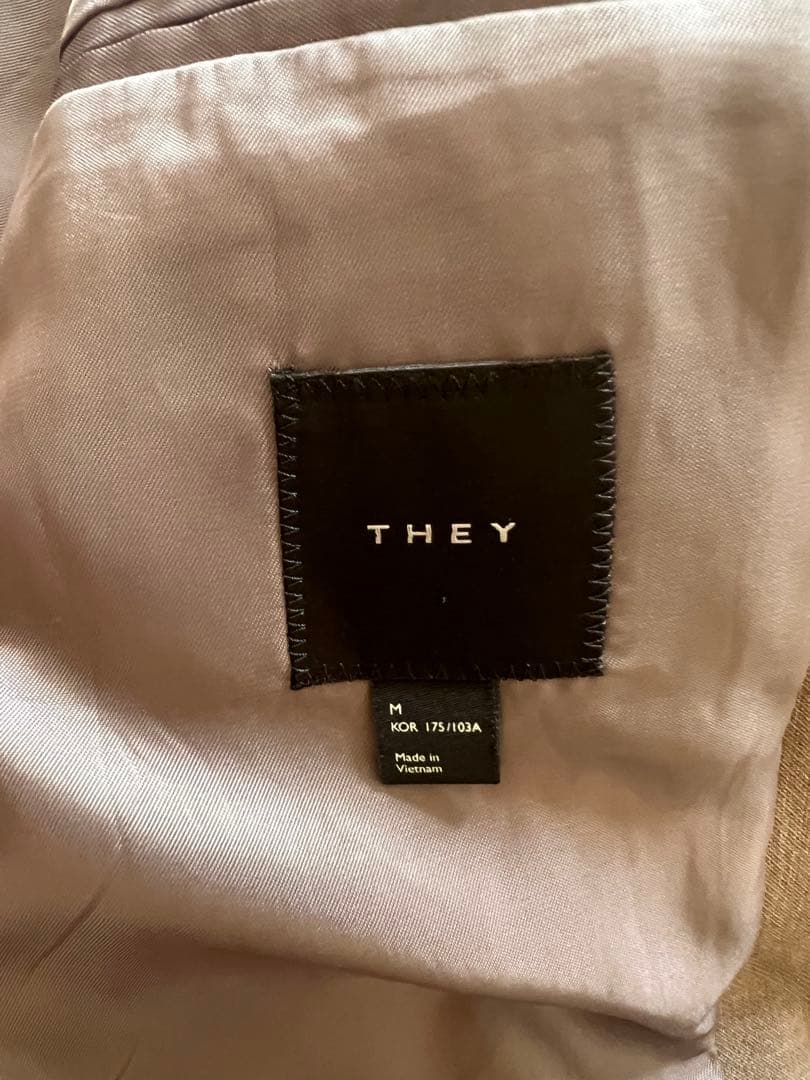 THEY
M
KOR 175/103A
Made in
Vietnam